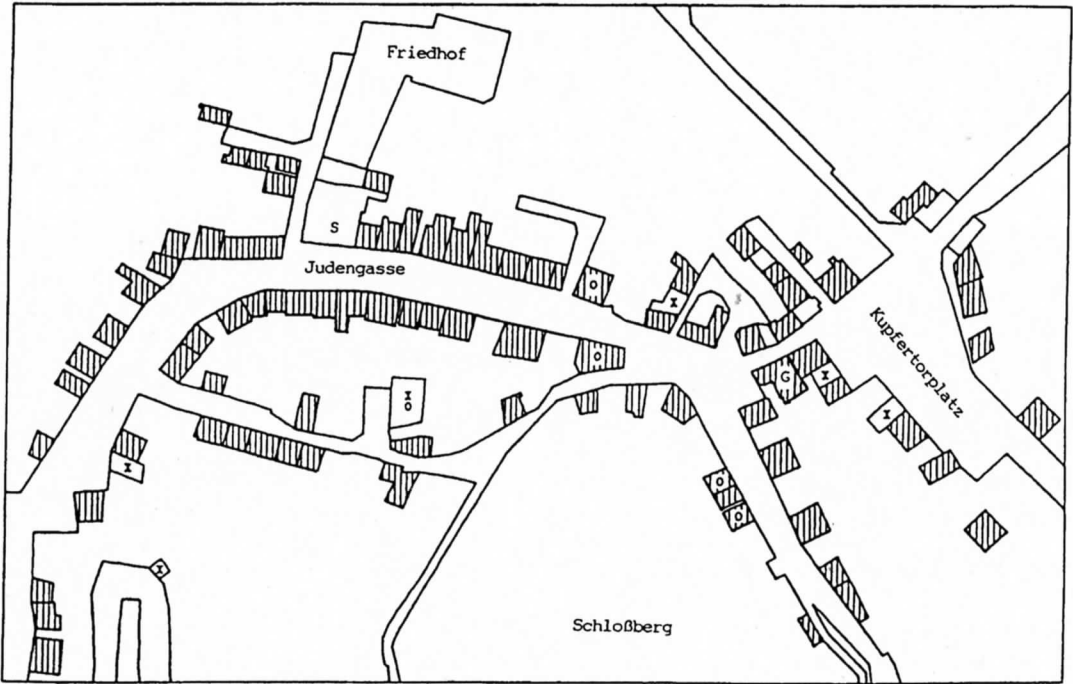 Friedhof
S
Judengasse
O
I
Kupfertorplatz
O
G
I
I
O
I
I
O
O
I
Schloßberg